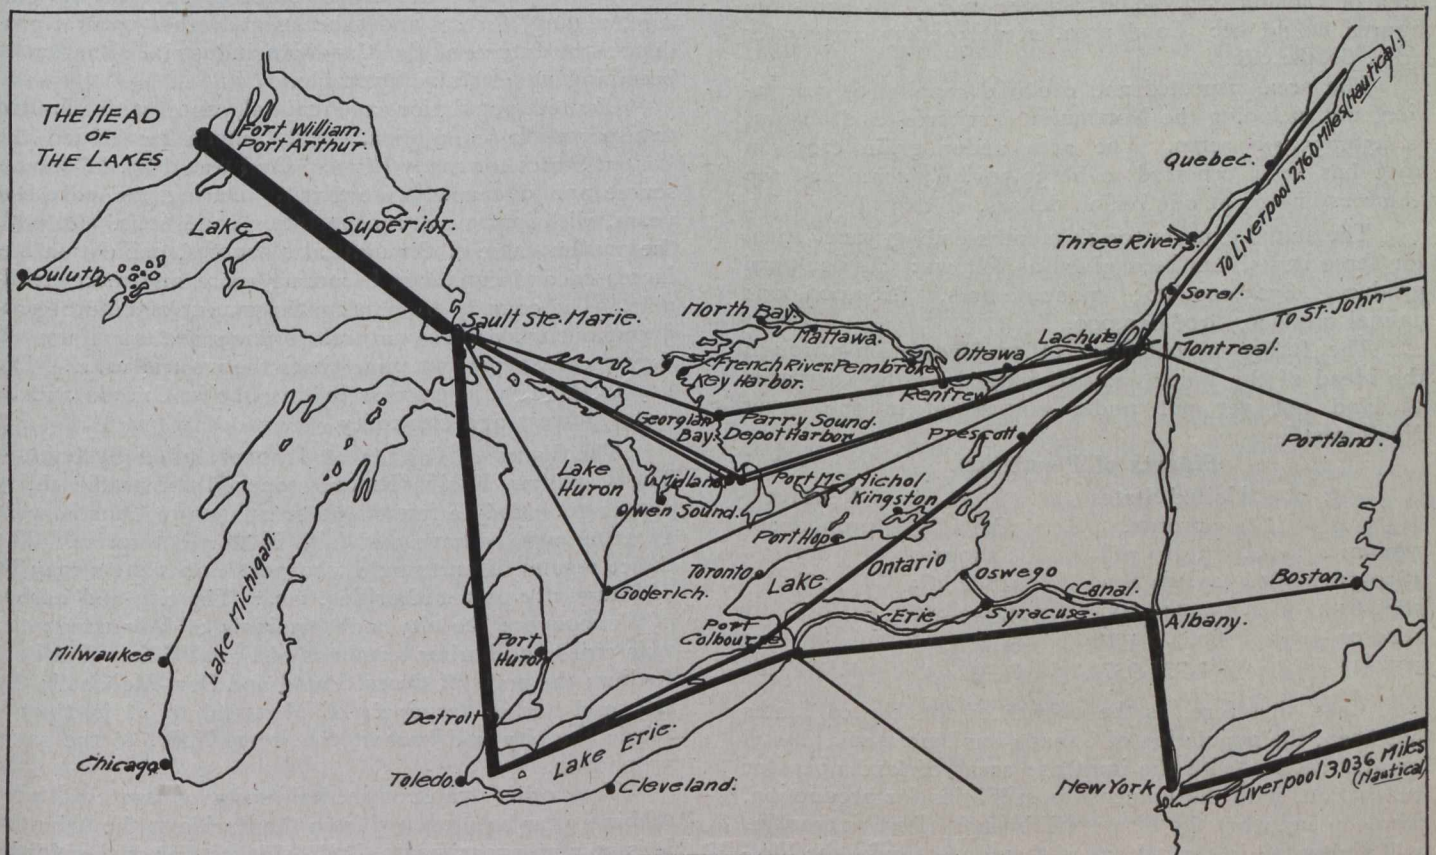 THE HEAD
OF
THE LAKES
Fort William.
Port Arthur.
Lake Superior.
Duluth
Sault Ste. Marie.
Quebec.
To Liverpool 2,760 Miles (Nautical.)
Three Rivers.
Sorel.
To St. John
Montreal.
Lachute
North Bay.
Mattawa.
French River
Pembroke
Ottawa
Key Harbor.
Renfrew
Georgian
Bay.
Parry Sound.
Depot Harbor
Prescott
Portland.
Lake
Huron
Midland
Port McNichol
Kingston
Owen Sound.
Port Hope
Toronto
Lake Ontario
Oswego
Boston.
Goderich.
Port
Colbourne
Erie
Syracuse.
Canal.
Albany.
Lake Michigan.
Milwaukee
Port
Huron
Detroit
Lake Erie
Chicago
Toledo.
Cleveland.
New York
To Liverpool 3,036 Miles
(Nautical)